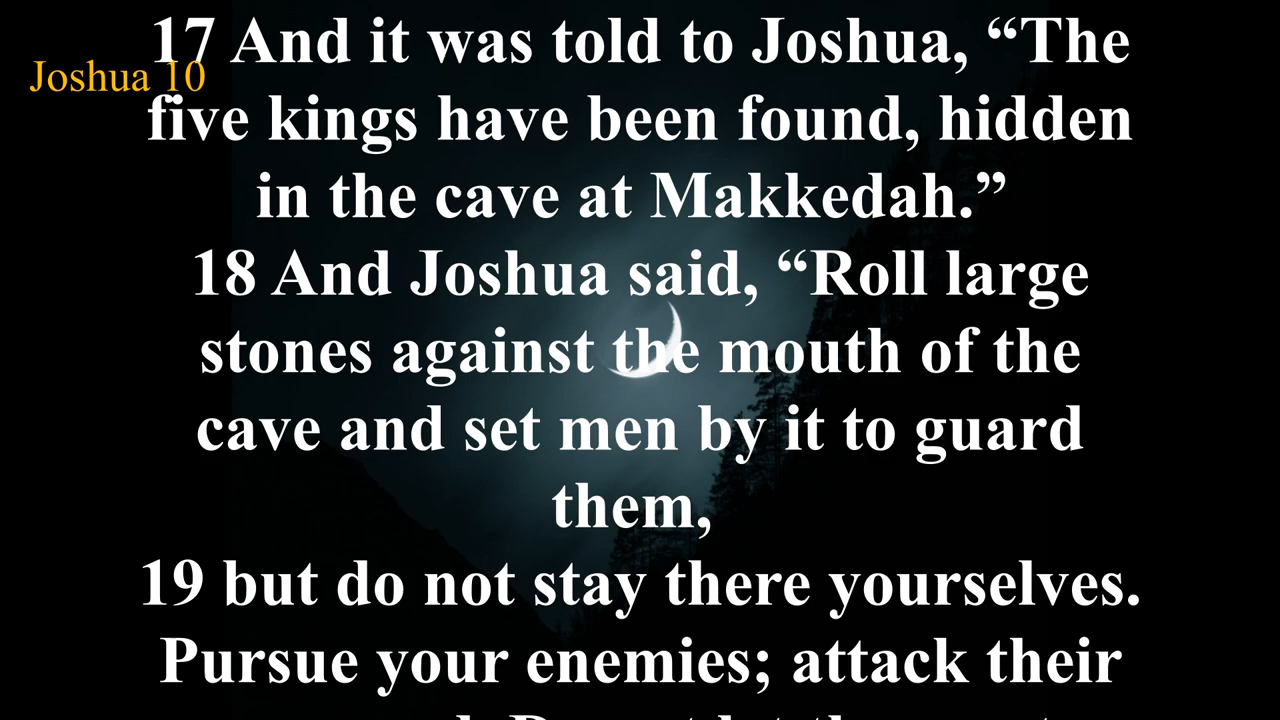 17 And it was told to Joshua, “The
Joshua 10
five kings have been found, hidden
in the cave at Makkedah.”
18 And Joshua said, “Roll large
stones against the mouth of the
cave and set men by it to guard
them,
19 but do not stay there yourselves.
Pursue your enemies; attack their